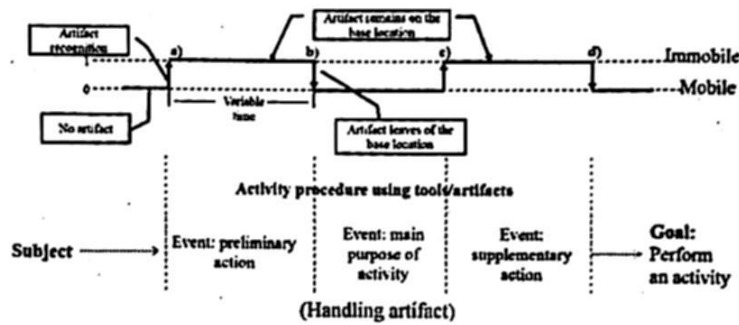 Artifact remains on the
base location
Artifact
recognition
a)
b)
c)
d)
1
Immobile
0
Mobile
Variable
time
No artifact
Artifact leaves of the
base location
Activity procedure using tools/artifacts
Subject
Event: preliminary
action
Event: main
purpose of
activity
Event:
supplementary
action
Goal:
Perform
an activity
(Handling artifact)